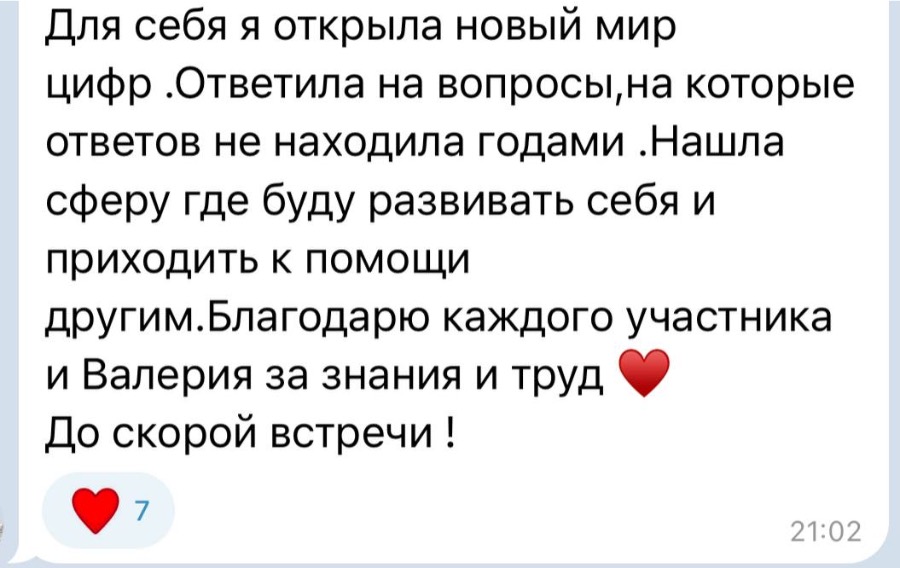 Для себя я открыла новый мир
цифр .Ответила на вопросы,на которые
ответов не находила годами .Нашла
сферу где буду развивать себя и
приходить к помощи
другим.Благодарю каждого участника
и Валерия за знания и труд ♥️
До скорой встречи !
❤️ 7
21:02